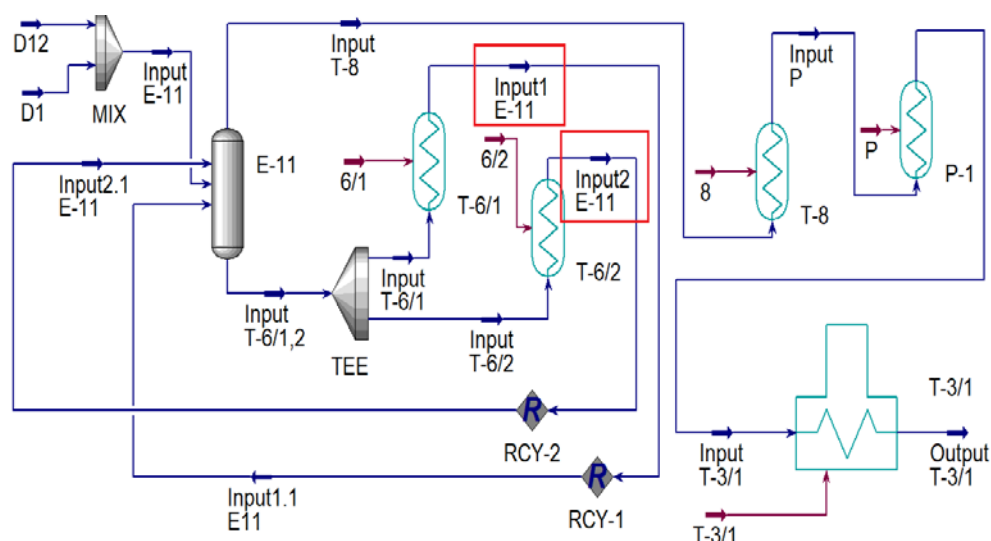 D12
D1
MIX
Input
E-11
Input
T-8
E-11
Input2.1
E-11
Input1
E-11
6/1
6/2
T-6/1
Input2
E-11
T-6/2
Input
T-6/1
Input
T-6/1,2
TEE
Input
T-6/2
R
RCY-2
R
RCY-1
Input1.1
E11
Input
P
8
T-8
P
P-1
T-3/1
Input
T-3/1
Output
T-3/1
T-3/1